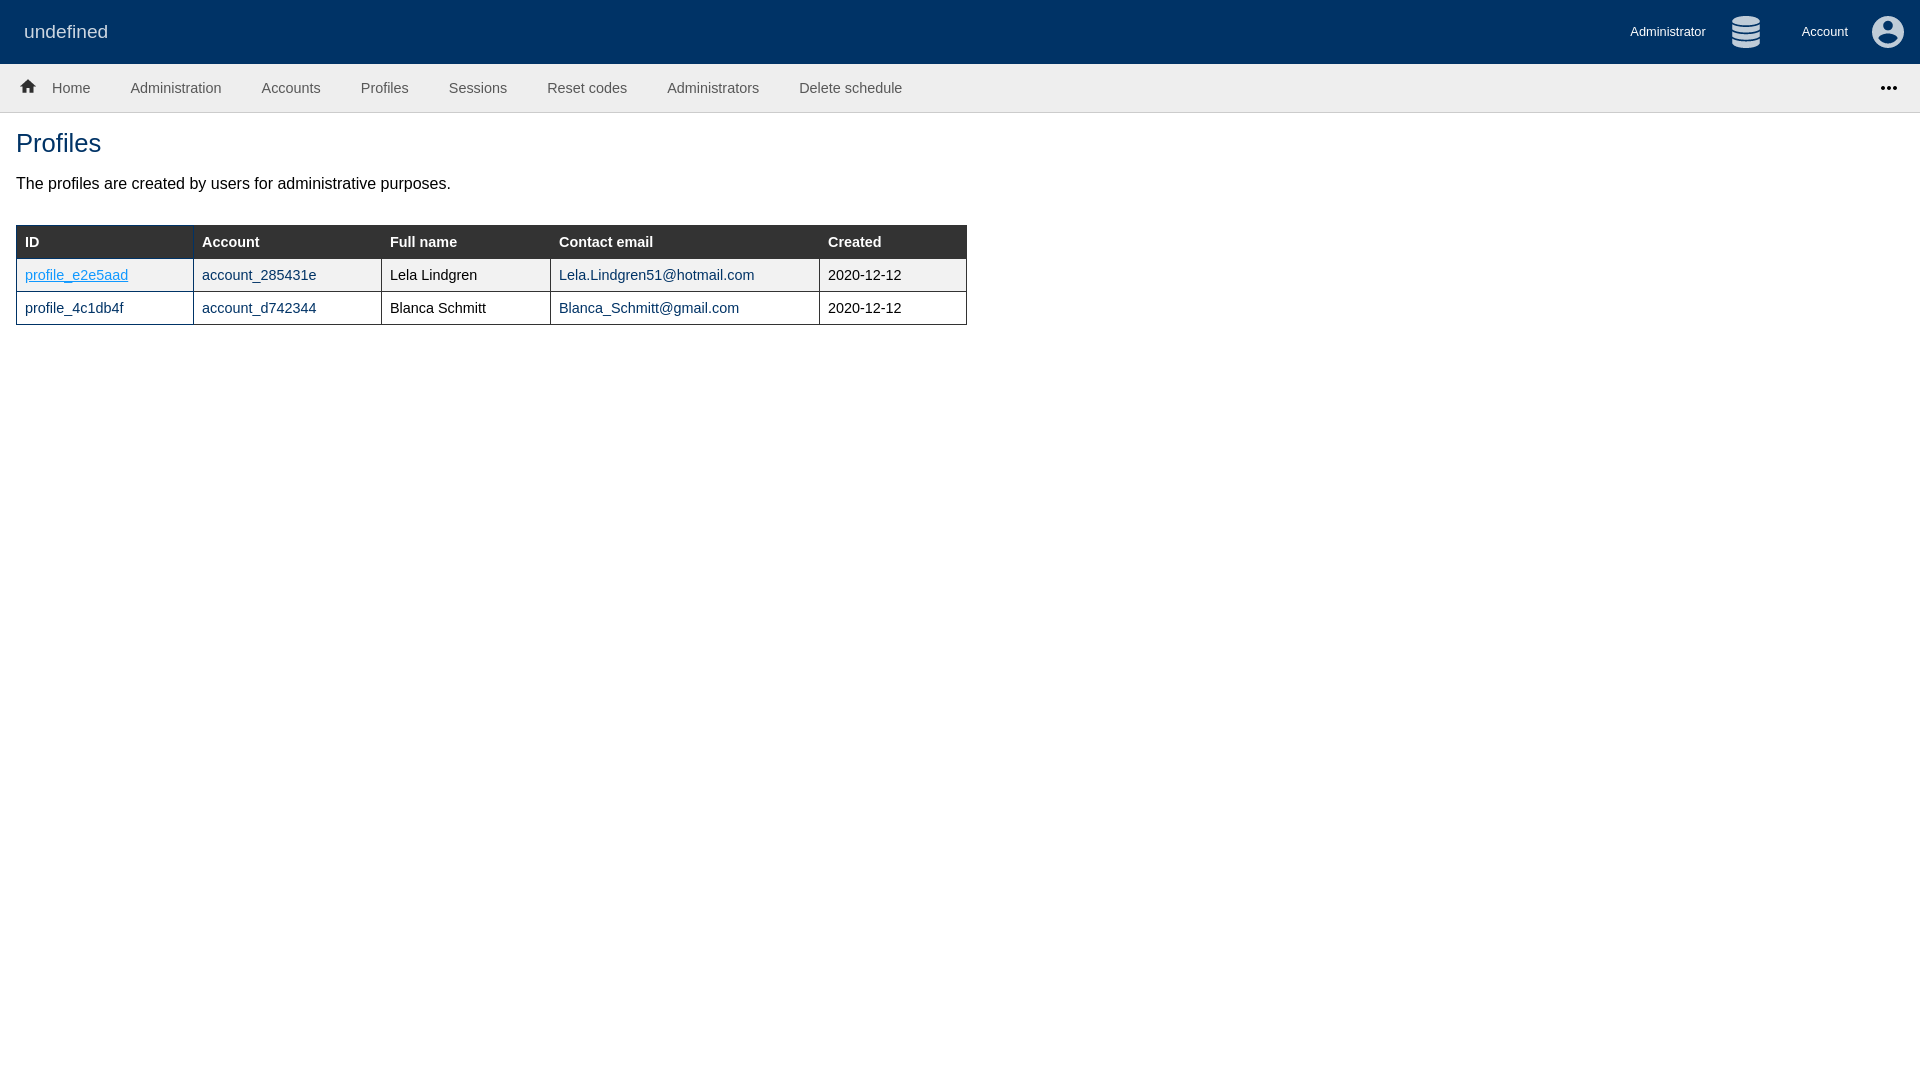 undefined
Administrator
Account
Home Administration Accounts Profiles Sessions Reset codes Administrators Delete schedule
Profiles
The profiles are created by users for administrative purposes.
ID Account Full name Contact email Created
profile_e2e5aad account_285431e Lela Lindgren Lela.Lindgren51@hotmail.com 2020-12-12
profile_4c1db4f account_d742344 Blanca Schmitt Blanca_Schmitt@gmail.com 2020-12-12